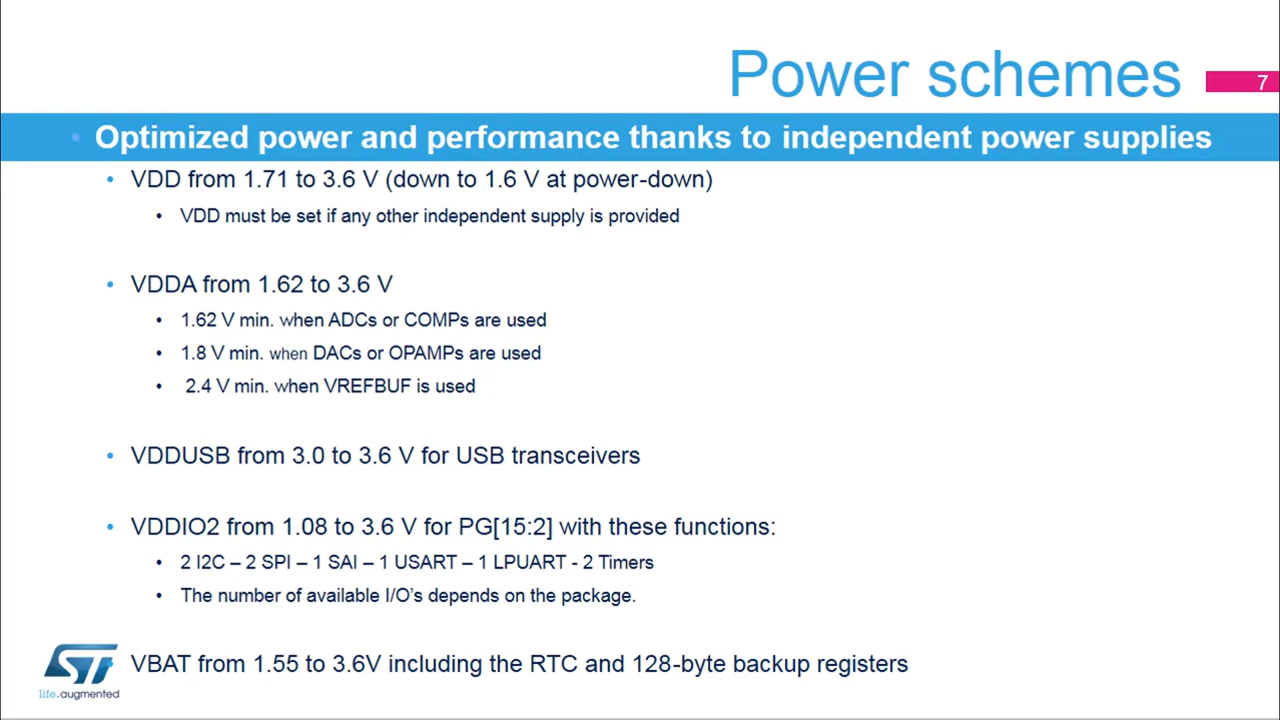 Power schemes
7
• Optimized power and performance thanks to independent power supplies
• VDD from 1.71 to 3.6 V (down to 1.6 V at power-down)
• VDD must be set if any other independent supply is provided
• VDDA from 1.62 to 3.6 V
• 1.62 V min. when ADCs or COMPs are used
• 1.8 V min. when DACs or OPAMPs are used
• 2.4 V min. when VREFBUF is used
• VDDUSB from 3.0 to 3.6 V for USB transceivers
• VDDIO2 from 1.08 to 3.6 V for PG[15:2] with these functions:
• 2 I2C – 2 SPI – 1 SAI – 1 USART – 1 LPUART - 2 Timers
• The number of available I/O’s depends on the package.
VBAT from 1.55 to 3.6V including the RTC and 128-byte backup registers
ST
life.augmented